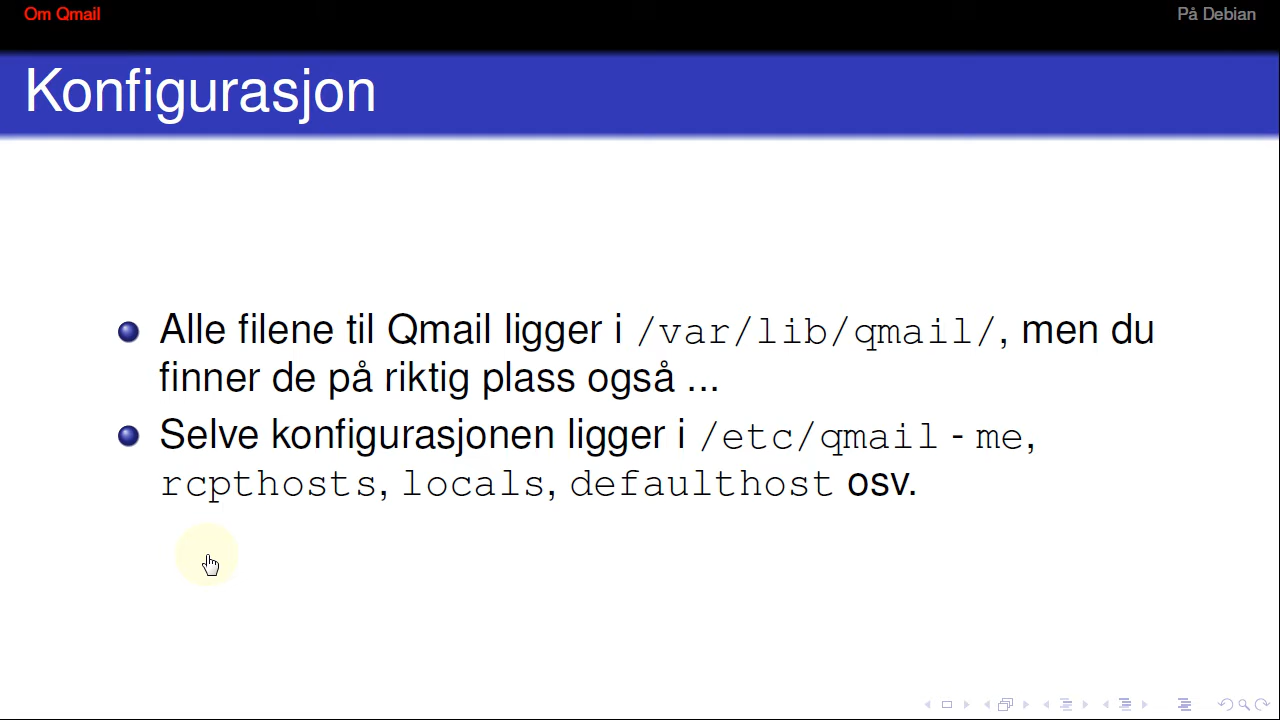 Om Qmail
På Debian
Konfigurasjon
Alle filene til Qmail ligger i /var/lib/qmail/, men du
finner de på riktig plass også ...
Selve konfigurasjonen ligger i /etc/qmail - me,
rcpthosts, locals, defaulthost osv.